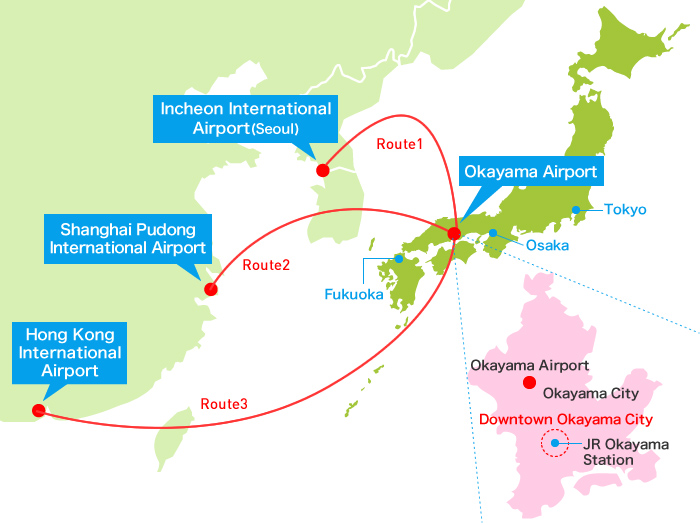 Incheon International
Airport(Seoul)
Route1
Okayama Airport
Tokyo
Shanghai Pudong
International Airport
Osaka
Route2
Fukuoka
Hong Kong
International
Airport
Route3
Okayama Airport
Okayama City
Downtown Okayama City
JR Okayama
Station